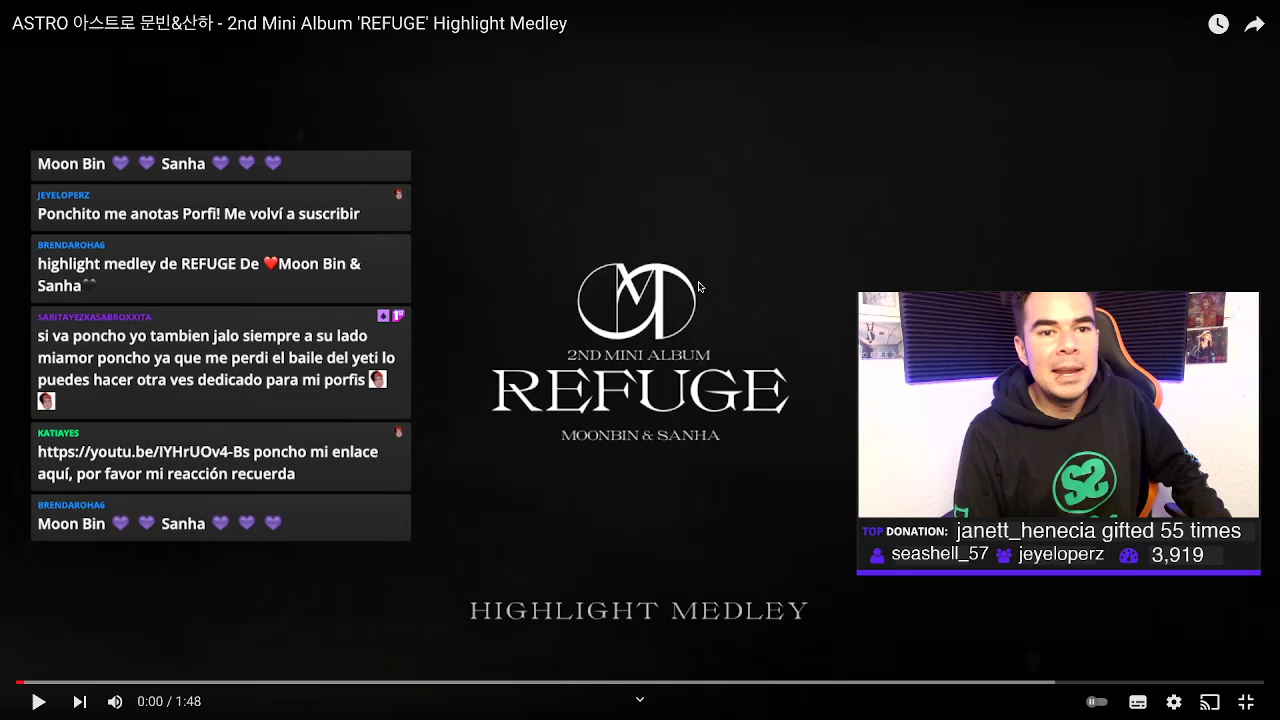 ASTRO 아스트로 문빈&산하 - 2nd Mini Album 'REFUGE' Highlight Medley
Moon Bin 💜 💜 Sanha 💜 💜 💜
JEYELOPERZ
Ponchito me anotas Porfi! Me volví a suscribir
BRENDAROHA6
highlight medley de REFUGE De ❤️Moon Bin &
Sanha🖤
SARITAYEZKASABROXXITA
si va poncho yo tmbien jalo siempre a su lado
miamor poncho ya que me perdi el baile del yeti lo
puedes hacer otra ves dedicado para mi porfis
KATIAYES
https://youtu.be/IYHrUOv4-Bs poncho mi enlace
aquí, por favor mi reacción recuerda
BRENDAROHA6
Moon Bin 💜 💜 Sanha 💜 💜 💜
2ND MINI ALBUM
REFUGE
MOONBIN & SANHA
HIGHLIGHT MEDLEY
TOP DONATION: janett_henecia gifted 55 times
seashell_57 jeyeloperz 3,919
0:00 / 1:48